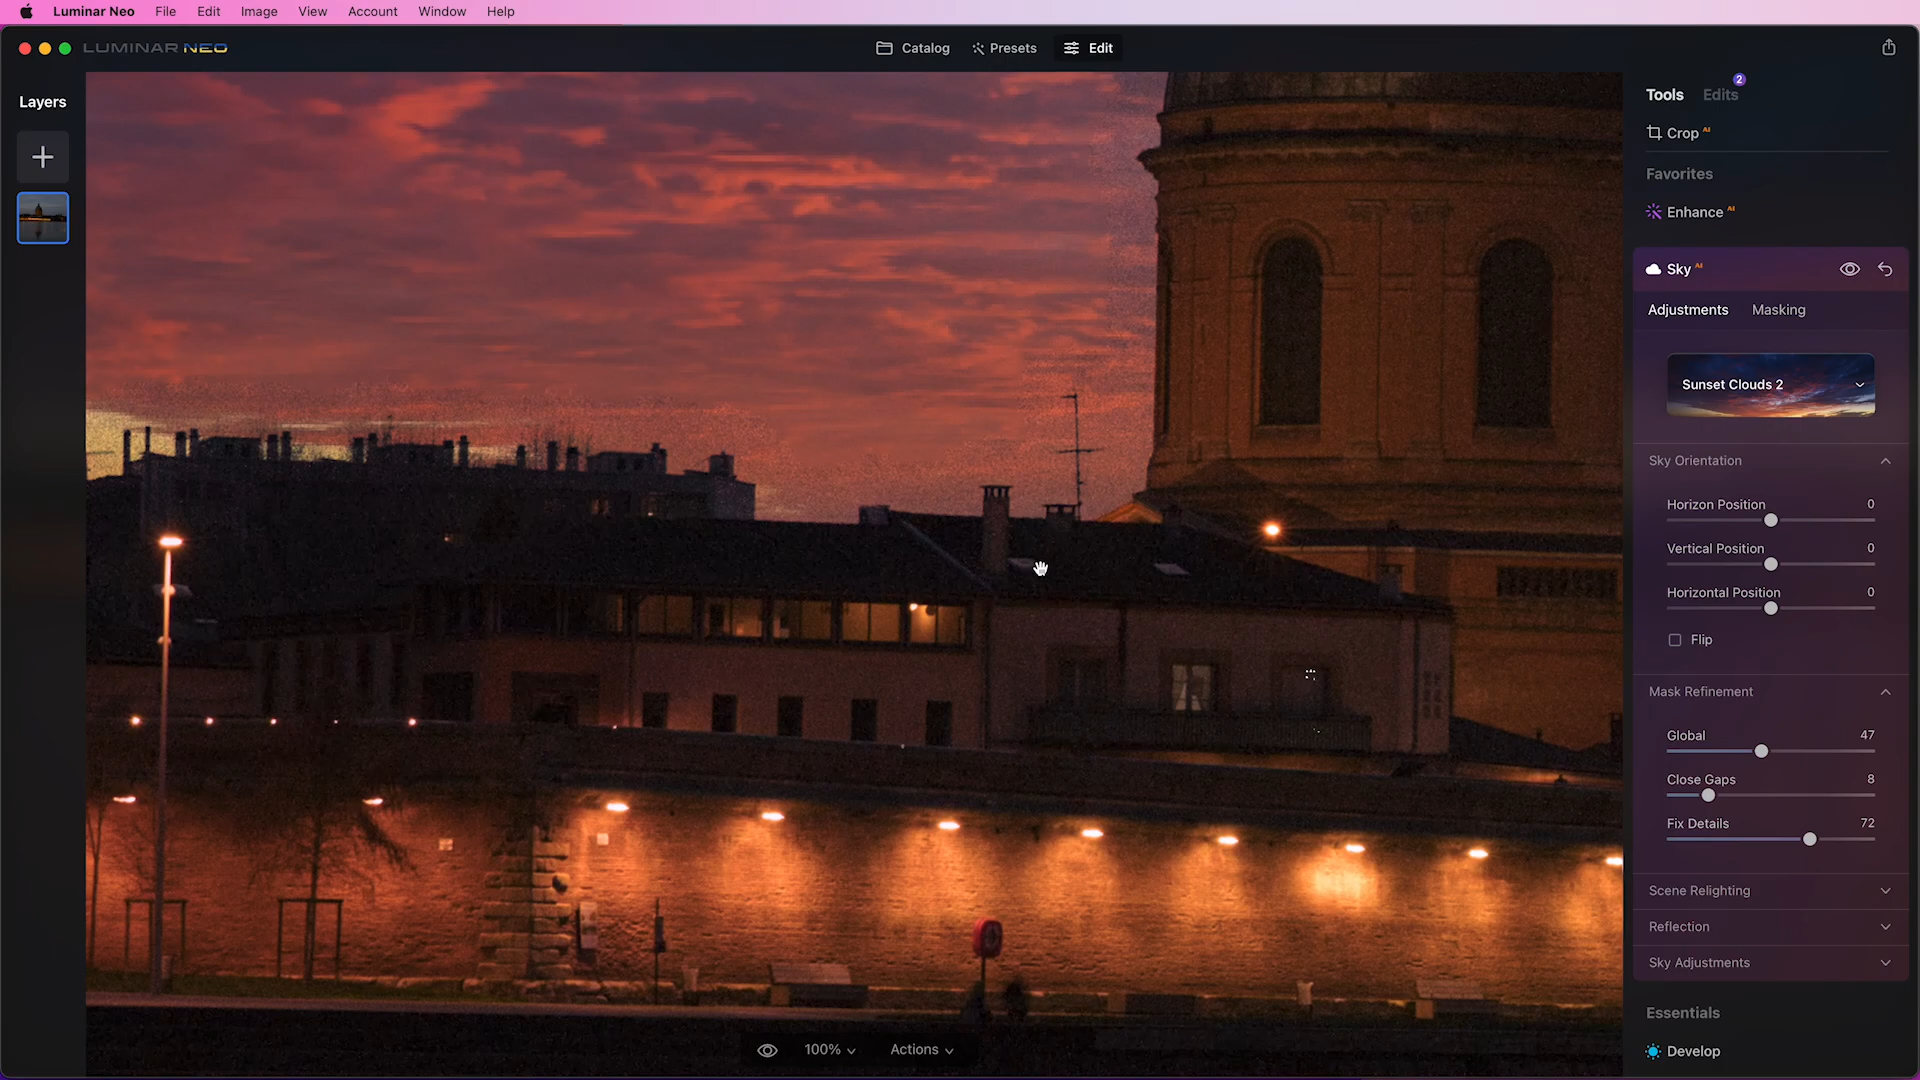 Luminar Neo File Edit Image View Account Window Help
LUMINAR NEO
Catalog
Presets
Edit
Layers
Tools
Edits
2
Crop AI
Favorites
Enhance AI
Sky AI
Adjustments
Masking
Sunset Clouds 2
Sky Orientation
Horizon Position 0
Vertical Position 0
Horizontal Position 0
Flip
Mask Refinement
Global 47
Close Gaps 8
Fix Details 72
Scene Relighting
Reflection
Sky Adjustments
Essentials
Develop
100%
Actions